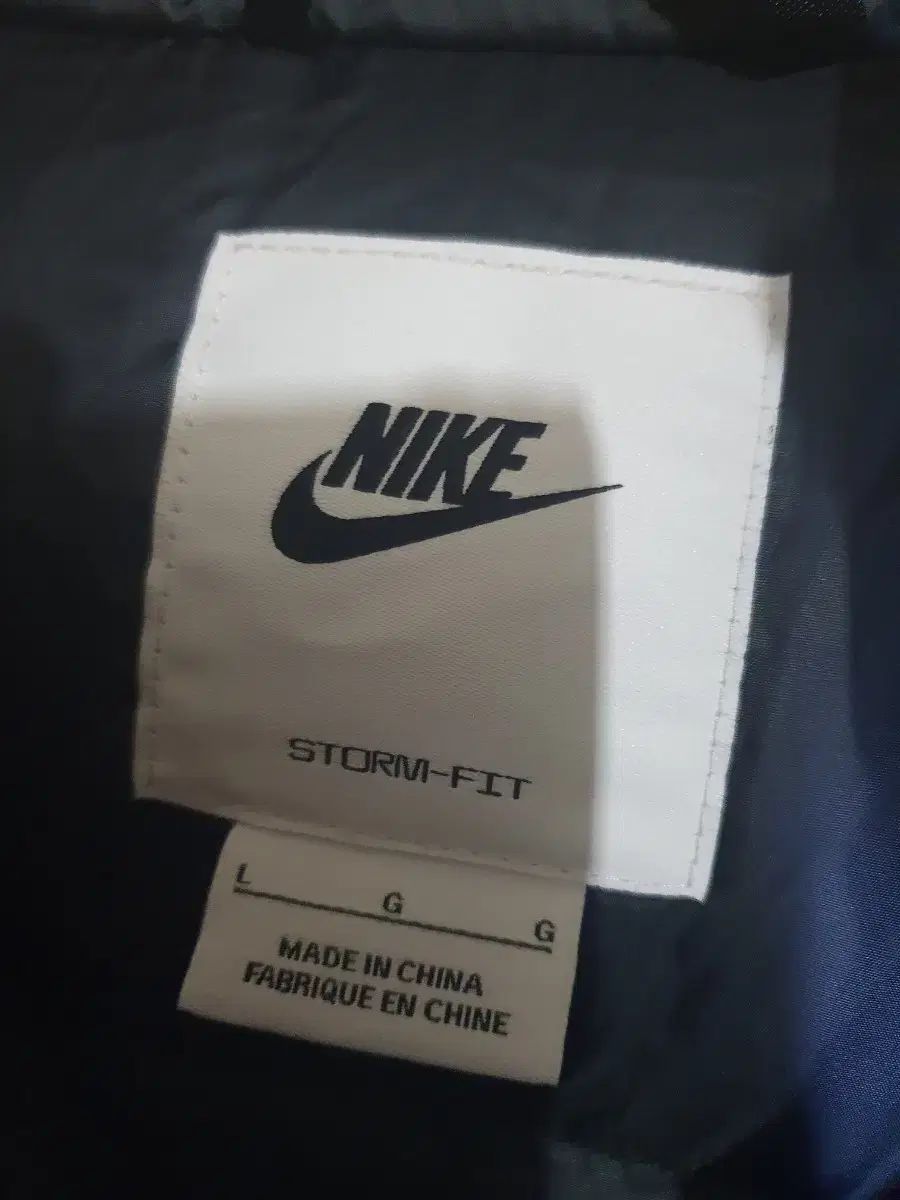 NIKE
STORM-FIT
L G G
MADE IN CHINA
FABRIQUE EN CHINE